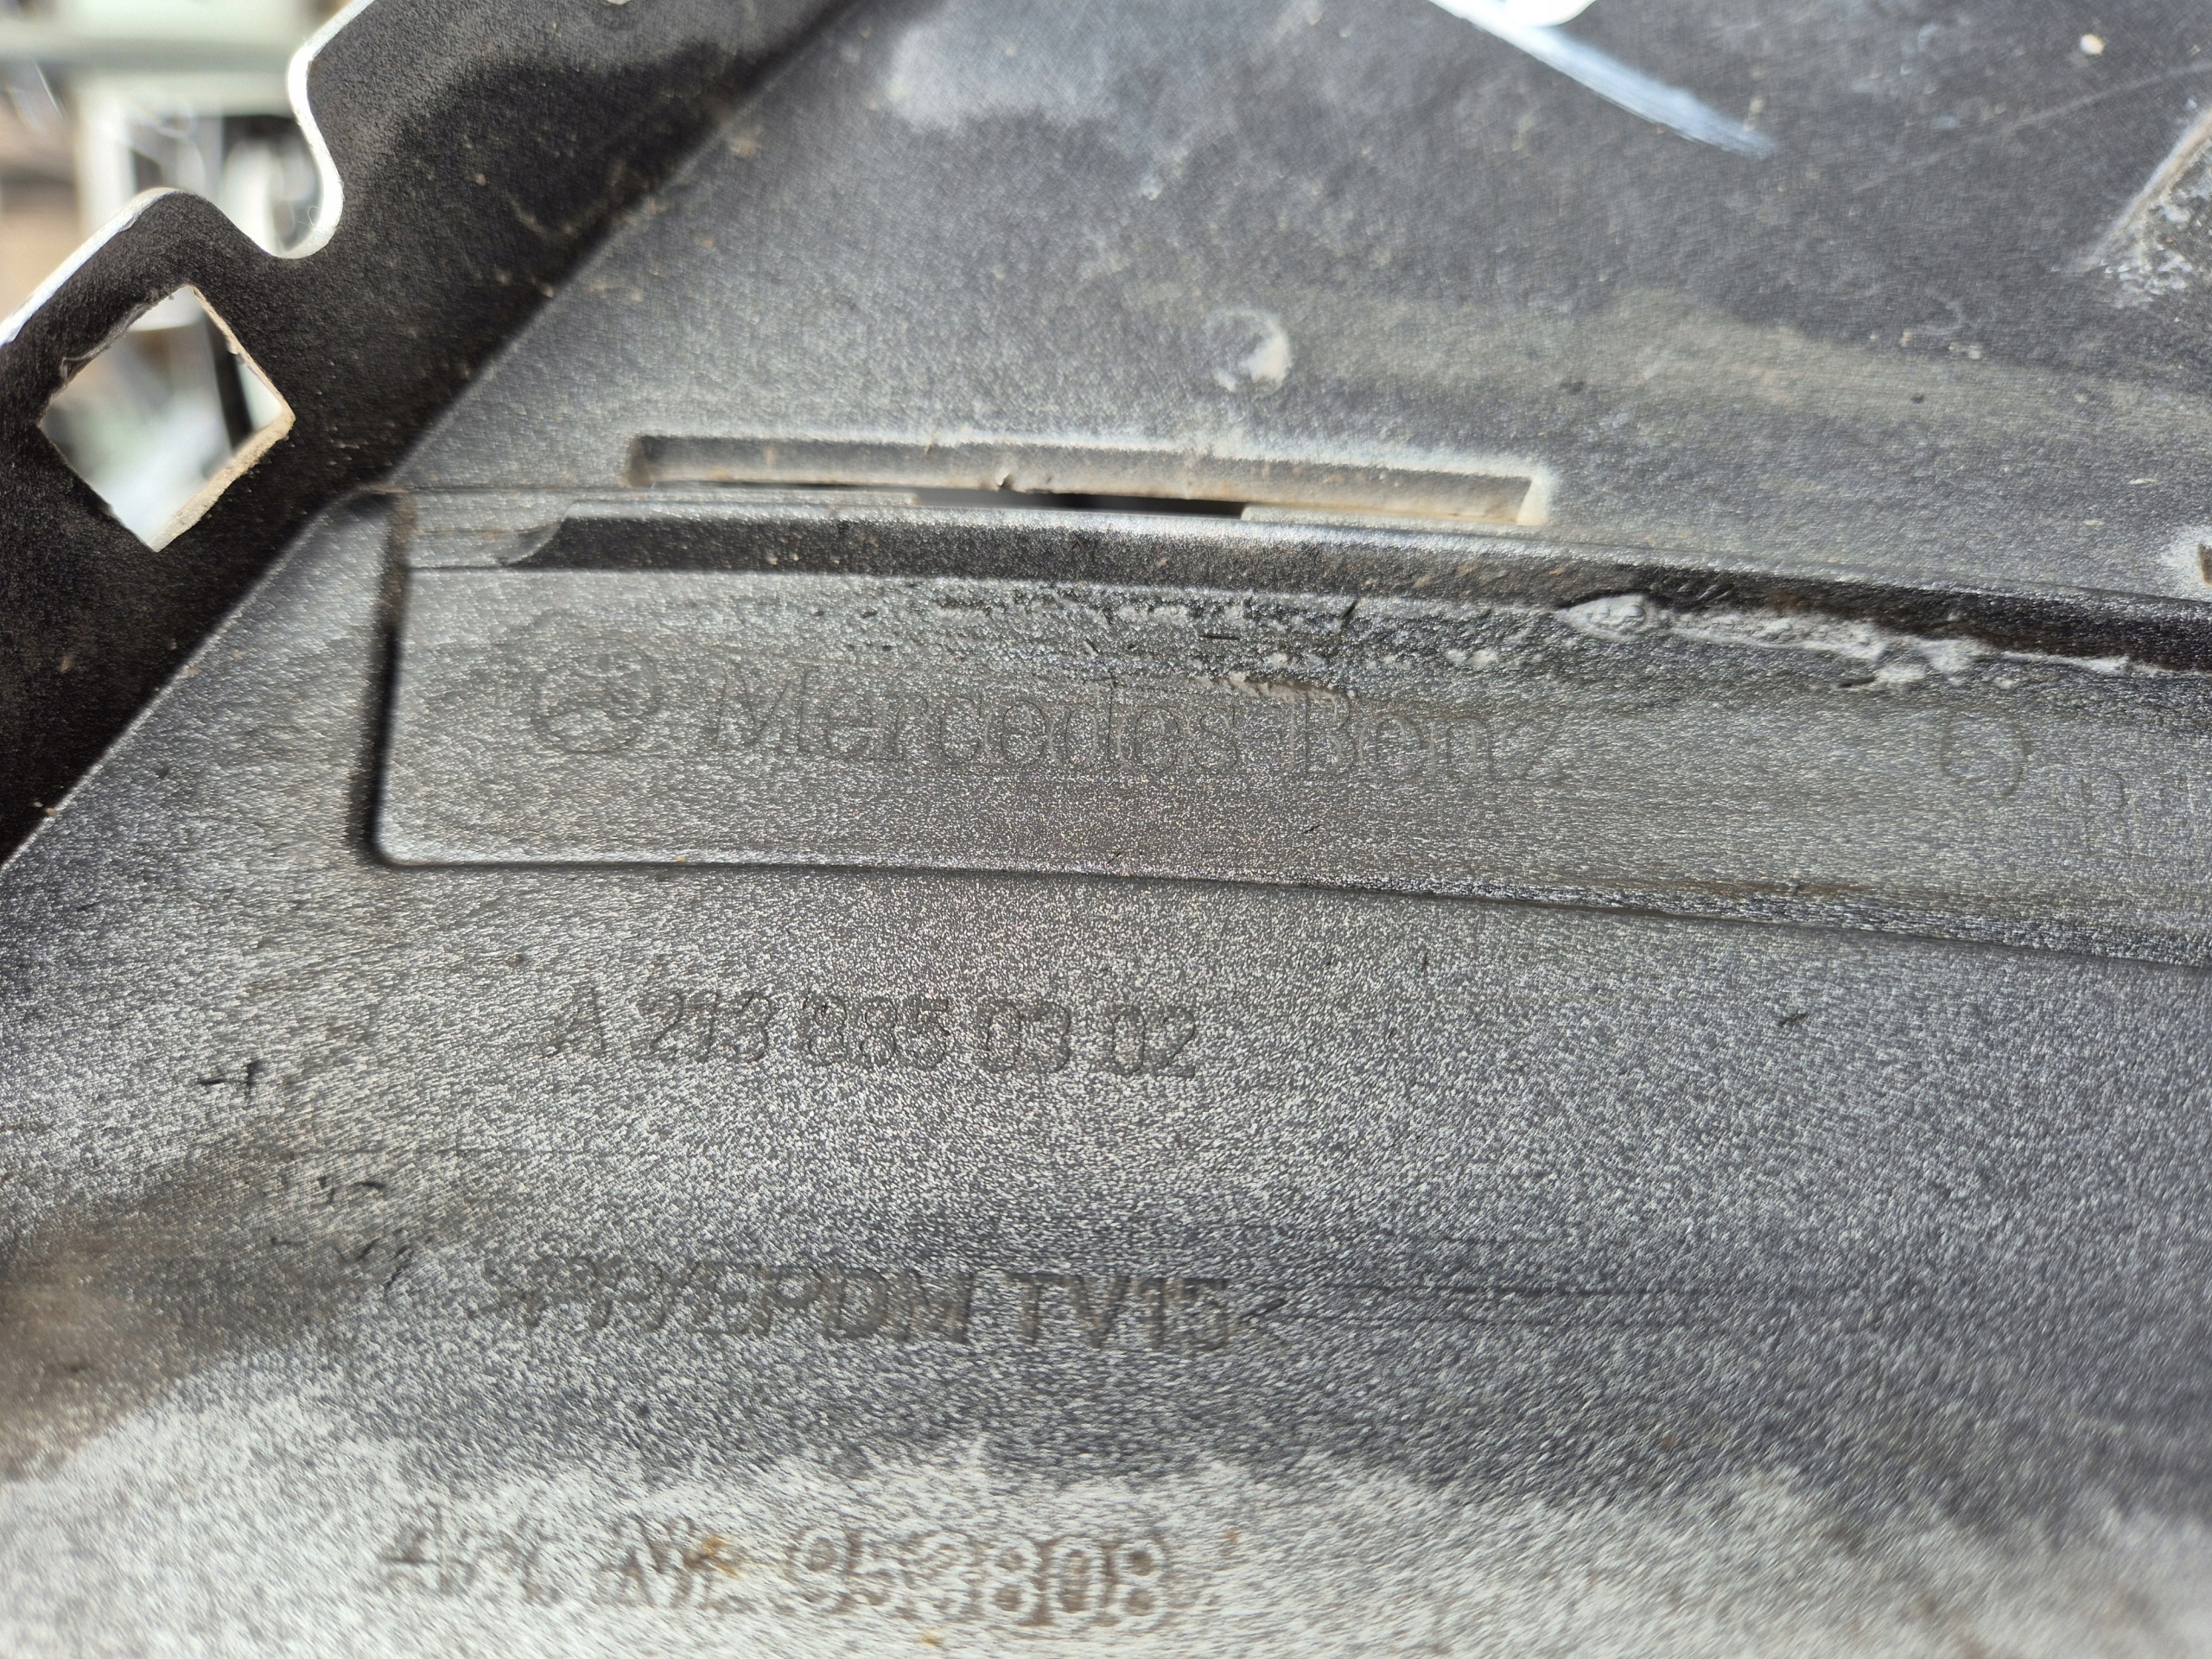 Mercedes Benz
A 213 885 03 02
>PP/EPDM TV15<